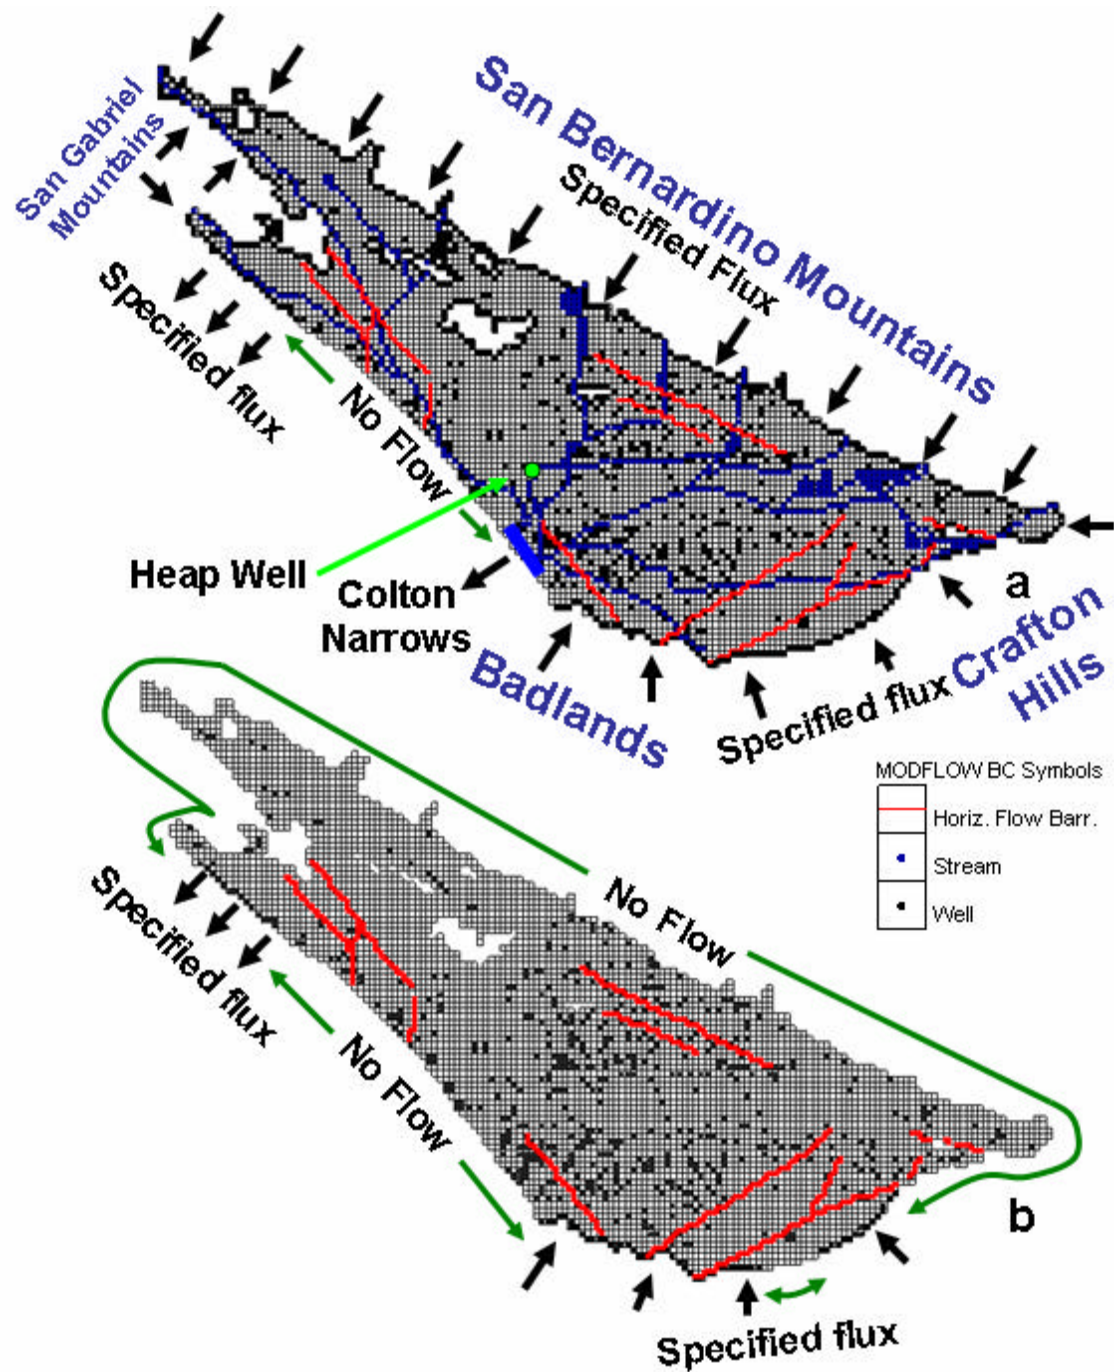 San Gabriel
Mountains
San Bernardino Mountains
Specified Flux
Specified flux
No Flow
Heap Well
Colton
Narrows
Badlands
Specified flux
a
Crafton
Hills
MODFLOW BC Symbols
Horiz. Flow Barr.
Stream
Well
No Flow
Specified flux
No Flow
b
Specified flux